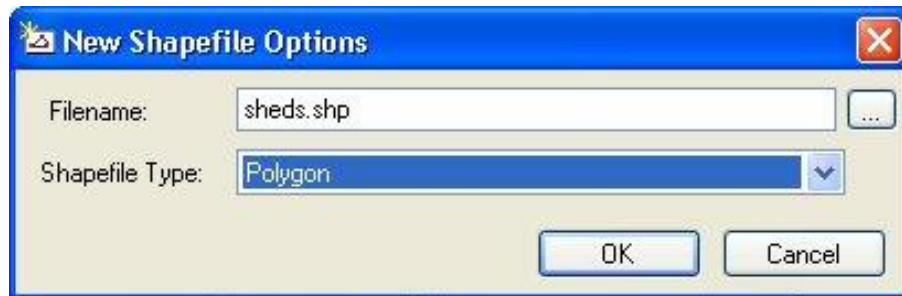 New Shapefile Options
Filename: sheds.shp ...
Shapefile Type: Polygon
OK Cancel